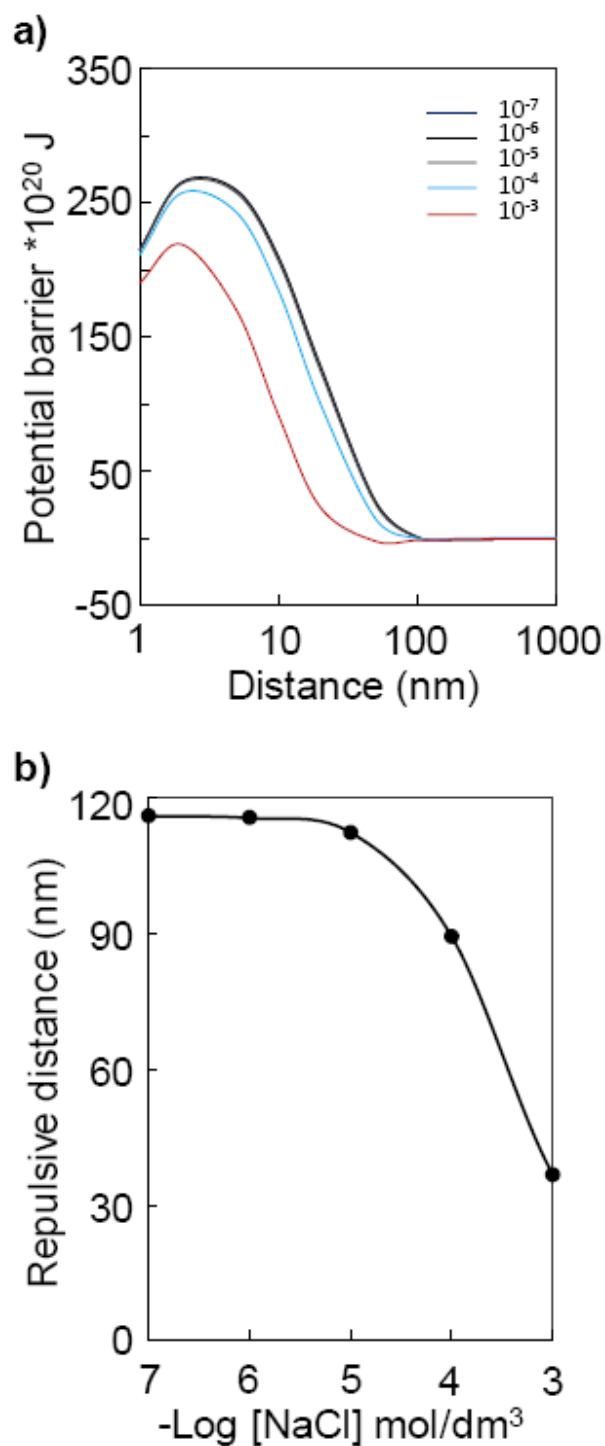 a)
350
250
150
50
-50
Potential barrier *10²⁰ J
10⁻⁷
10⁻⁶
10⁻⁵
10⁻⁴
10⁻³
1 10 100 1000
Distance (nm)
b)
120
90
60
30
0
Repulsive distance (nm)
7 6 5 4 3
-Log [NaCl] mol/dm³